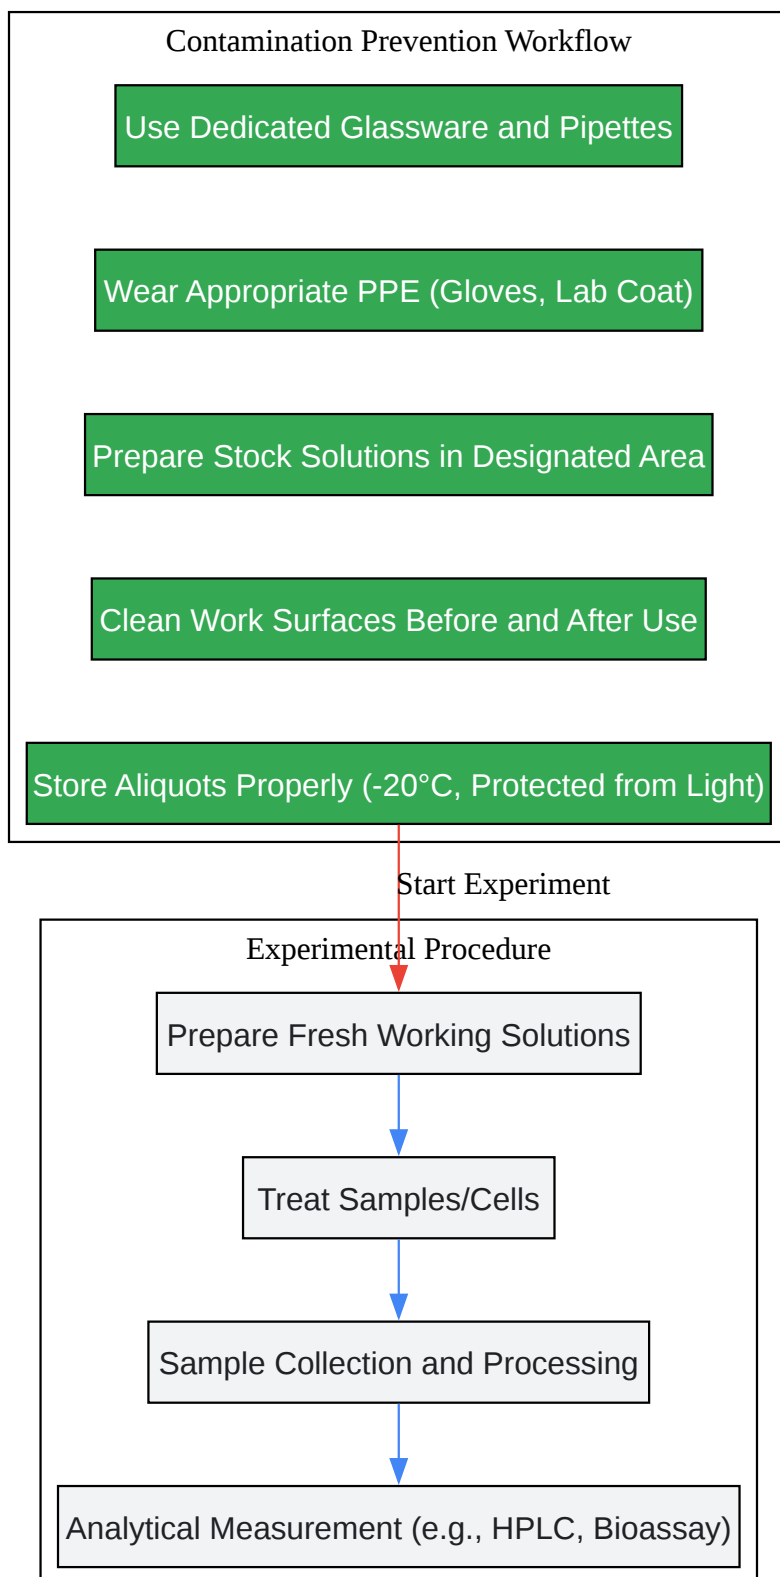 Contamination Prevention Workflow
Use Dedicated Glassware and Pipettes
Wear Appropriate PPE (Gloves, Lab Coat)
Prepare Stock Solutions in Designated Area
Clean Work Surfaces Before and After Use
Store Aliquots Properly (-20°C, Protected from Light)
Start Experiment
Experimental Procedure
Prepare Fresh Working Solutions
Treat Samples/Cells
Sample Collection and Processing
Analytical Measurement (e.g., HPLC, Bioassay)